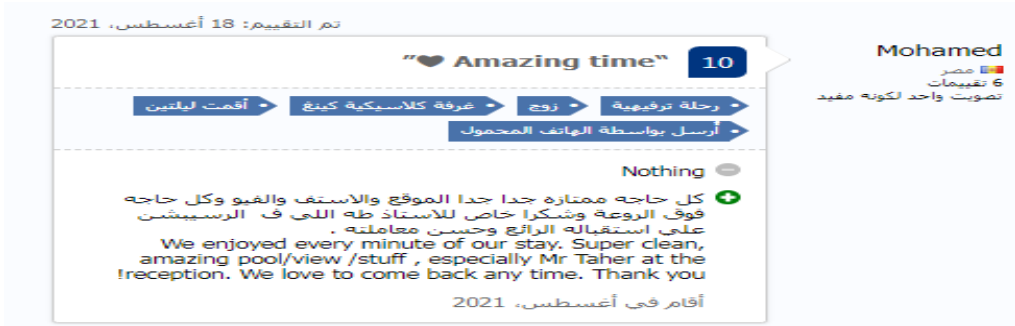 تم التقييم: 18 أغسطس، 2021
Mohamed
مصر
6 تقييمات
تصويت واحد لكونه مفيد
10
"Amazing time ♥"
• رحلة ترفيهية • زوج • غرفة كلاسيكية كينغ • أقمت ليلتين
• أرسل بواسطة الهاتف المحمول
Nothing
كل حاجه ممتازه جدا جدا الموقع والاستف والفيو وكل حاجه
فوق الروعة وشكرا خاص للاستاذ طه اللي ف الرسيبشن
علي استقباله الرائع وحسن معاملته .
We enjoyed every minute of our stay. Super clean,
amazing pool/view /stuff , especially Mr Taher at the
reception. We love to come back any time. Thank you!
أقام في أغسطس، 2021